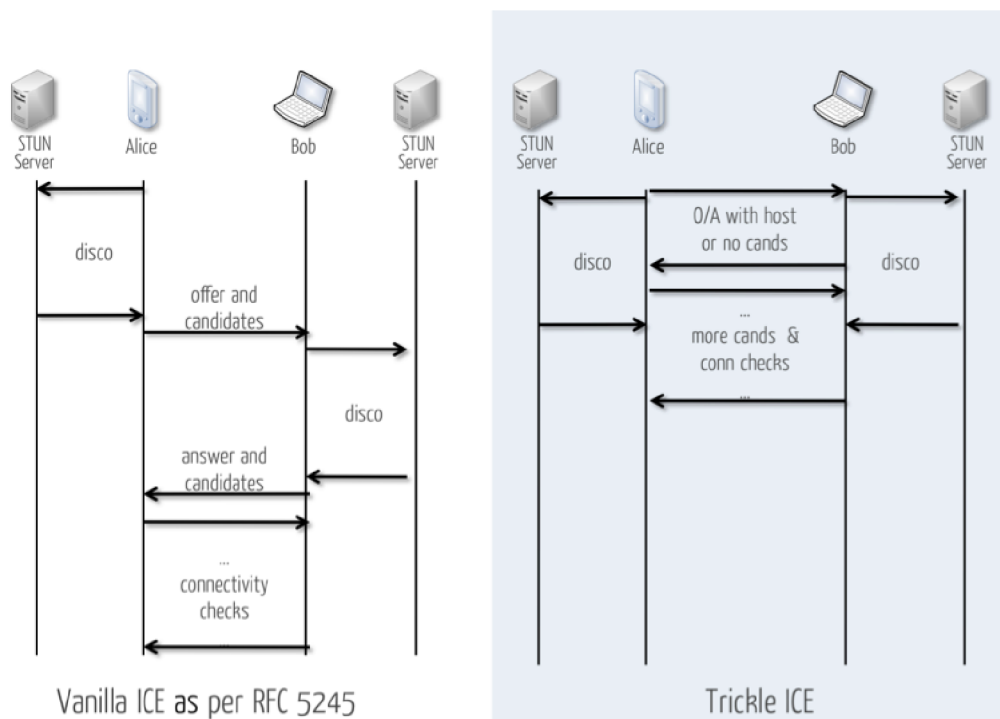 STUN
Server
Alice
Bob
STUN
Server
disco
offer and
candidates
disco
answer and
candidates
...
connectivity
checks
...
Vanilla ICE as per RFC 5245
STUN
Server
Alice
Bob
STUN
Server
O/A with host
or no cands
disco
disco
...
more cands &
conn checks
...
Trickle ICE